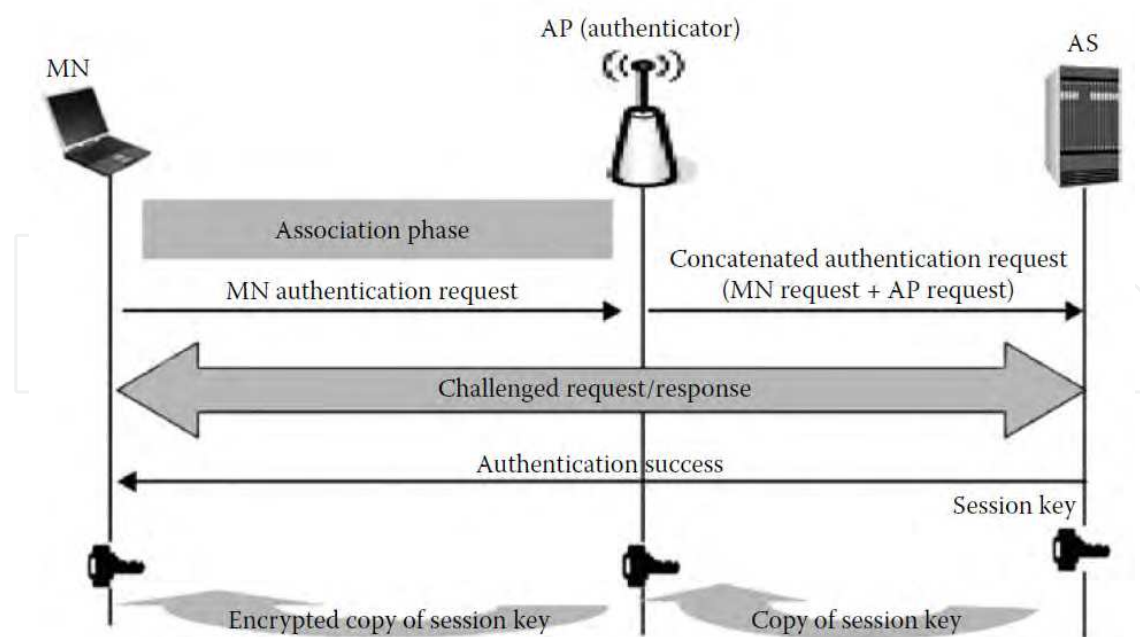 AP (authenticator)
MN
AS
Association phase
MN authentication request
Concatenated authentication request
(MN request + AP request)
Challenged request/response
Authentication success
Session key
Encrypted copy of session key
Copy of session key